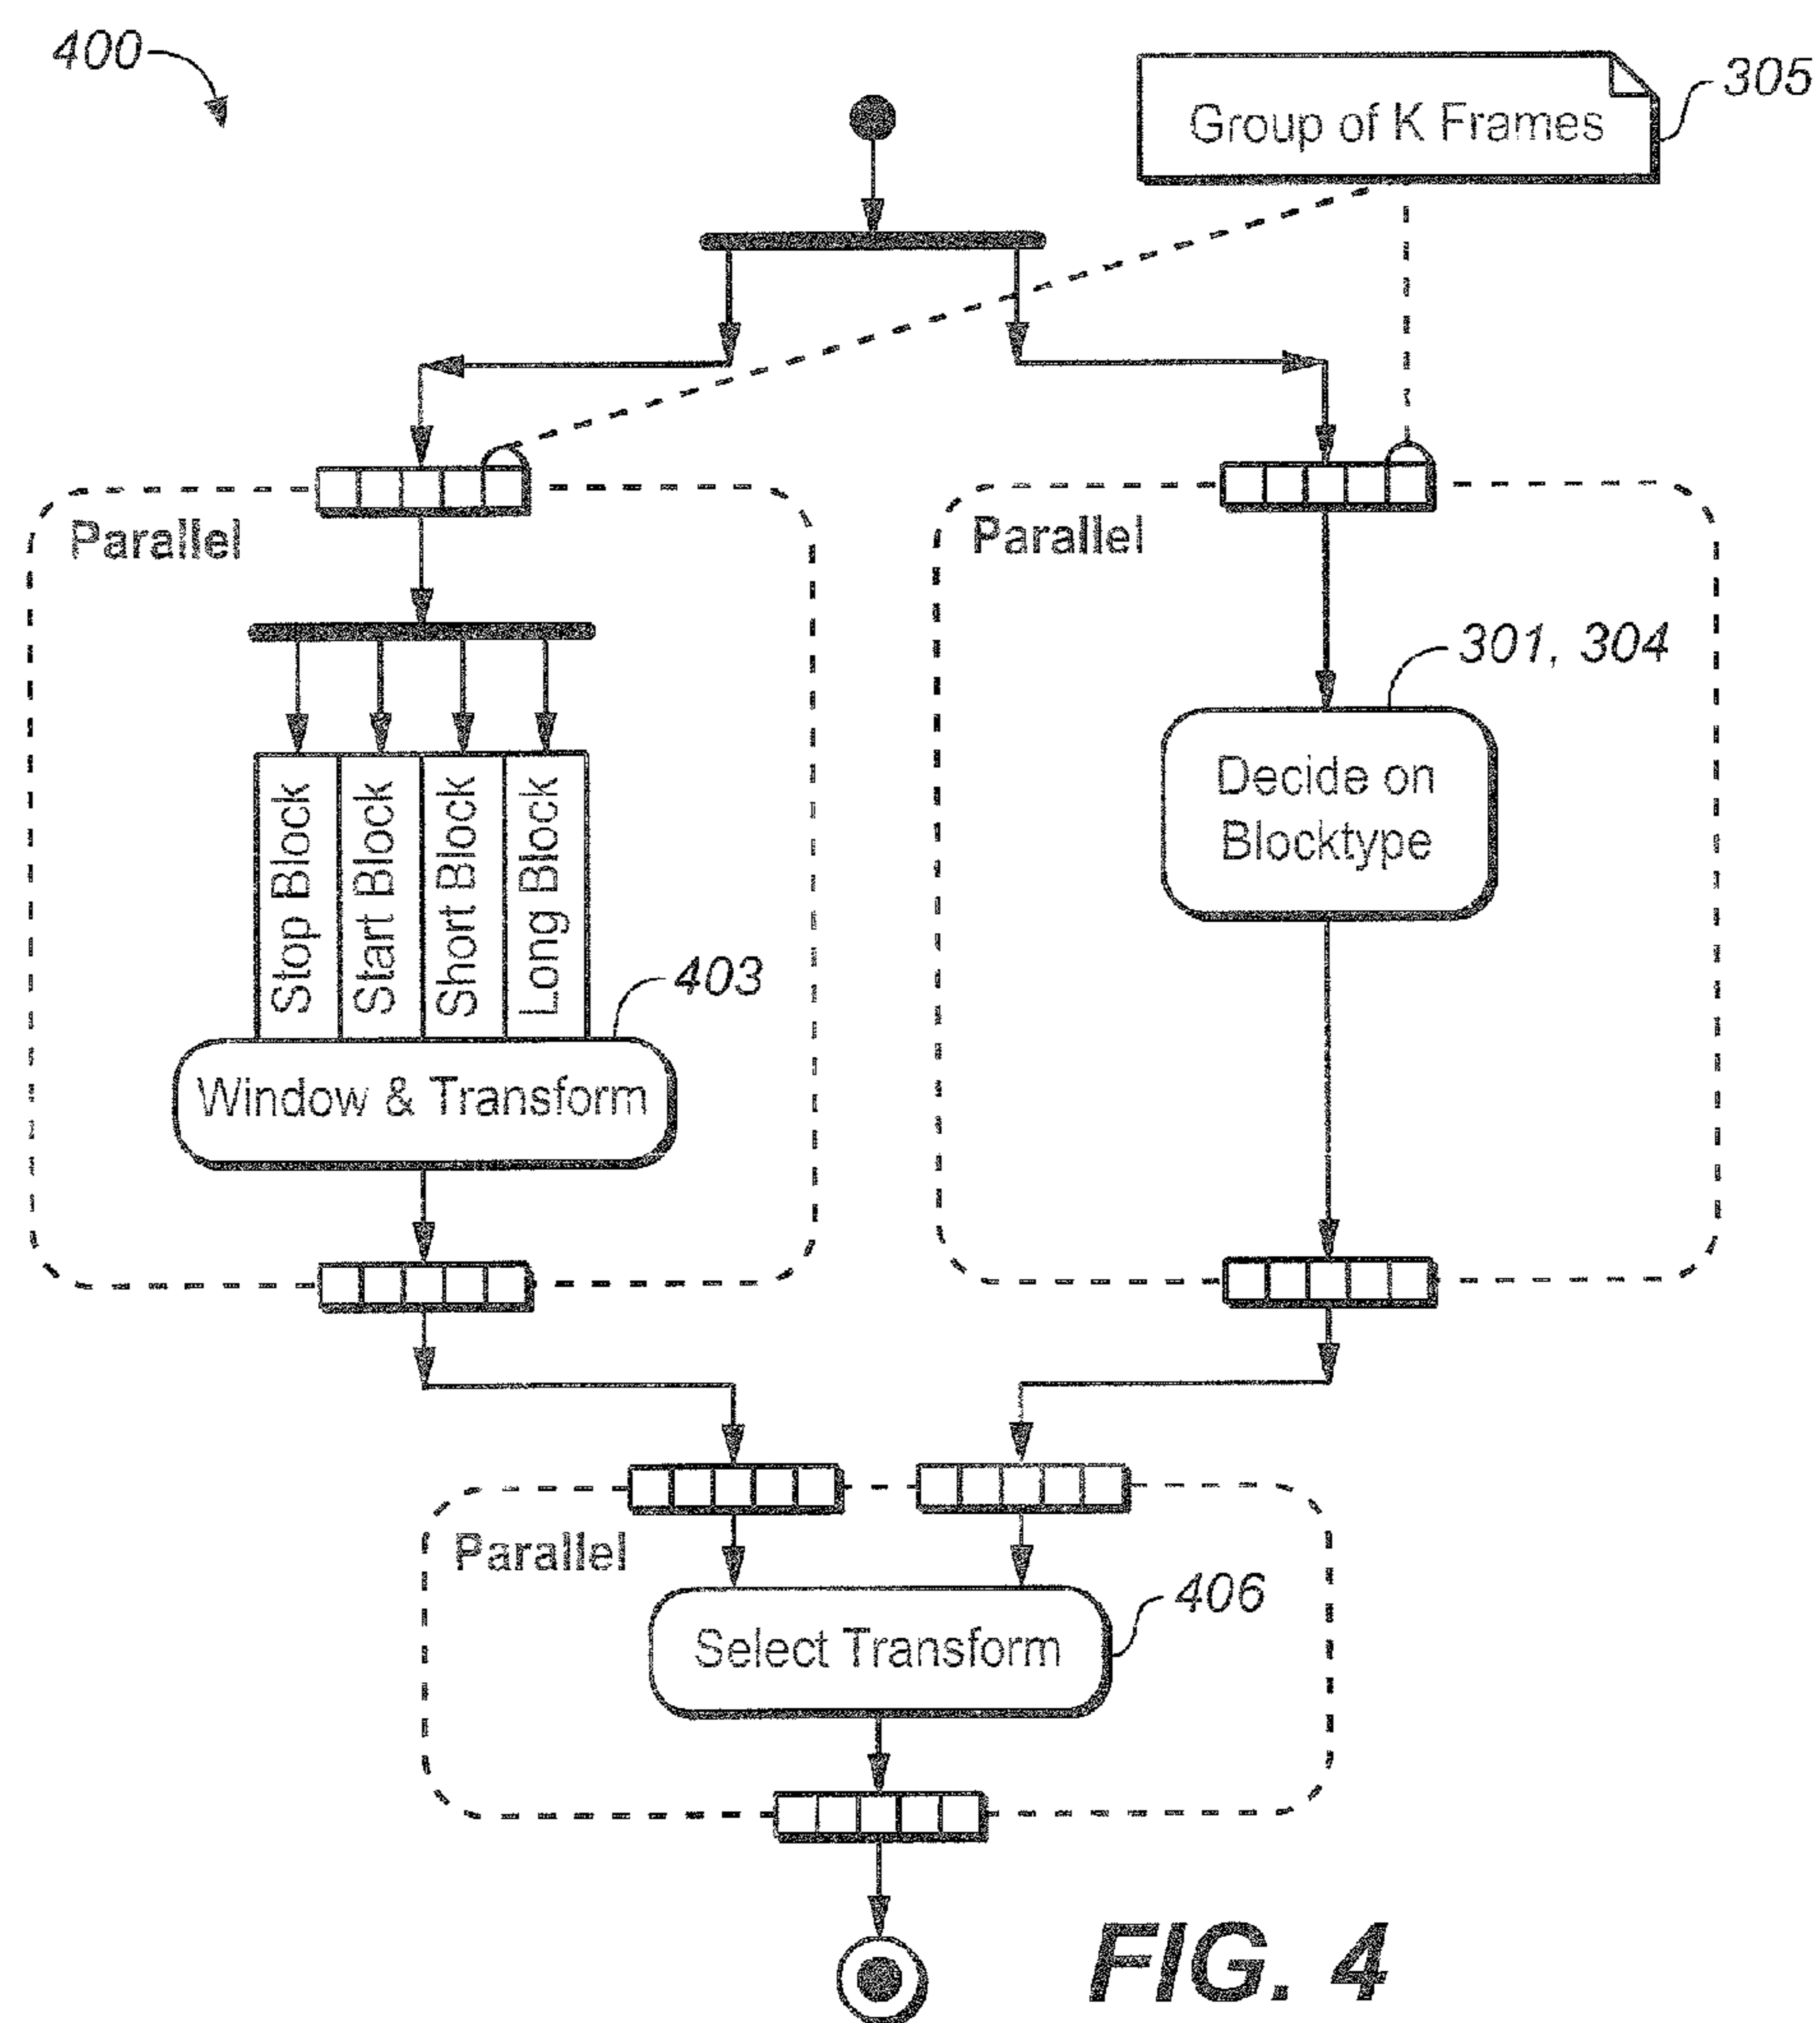 400
Group of K Frames
305
Parallel
Parallel
301, 304
Decide on
Blocktype
Stop Block
Start Block
Short Block
Long Block
403
Window & Transform
Parallel
406
Select Transform
FIG. 4